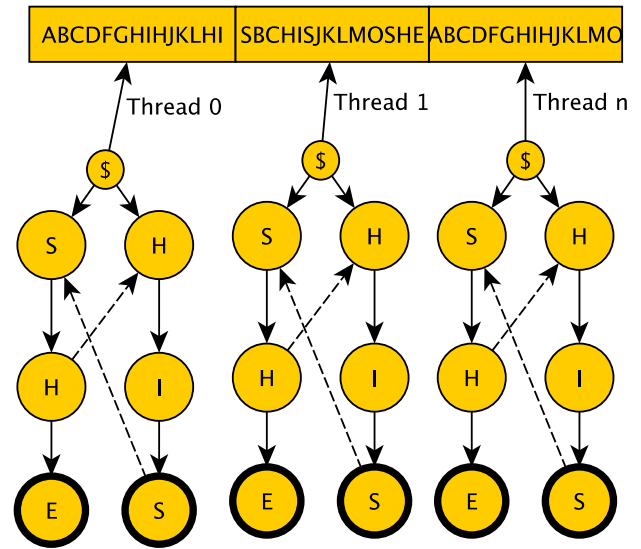 ABCDFGHIHJKLHI SBCHISJKLMOSHE ABCDFGHIHJKLMO
Thread 0 Thread 1 Thread n
$ $ $
S H S H S H
H I H I H I
E S E S E S